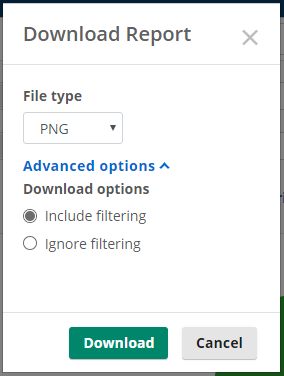 Download Report
File type
PNG
Advanced options
Download options
Include filtering
Ignore filtering
Download Cancel